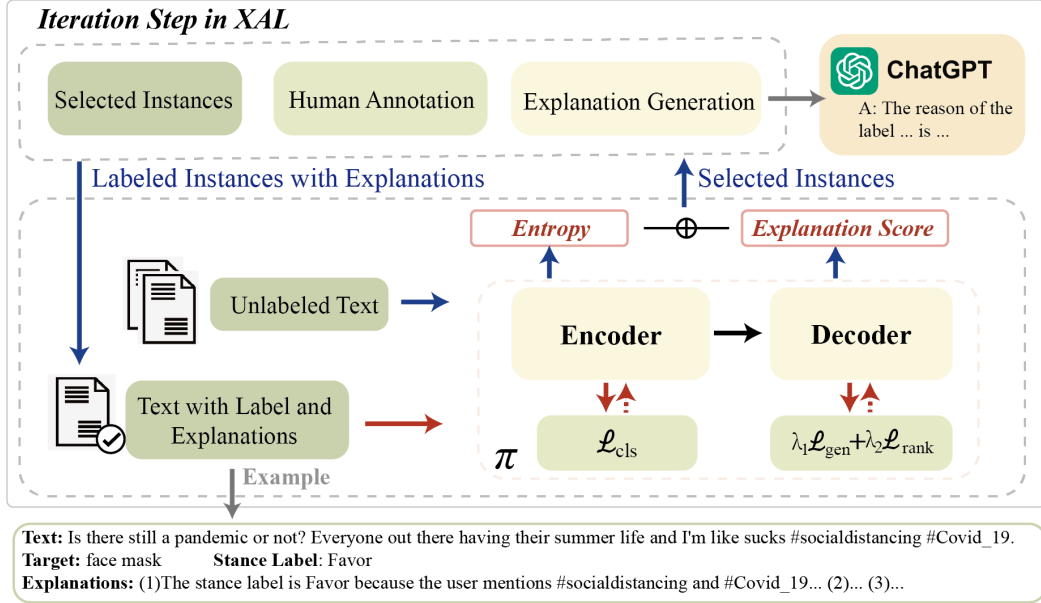 Iteration Step in XAL
Selected Instances
Human Annotation
Explanation Generation
ChatGPT
A: The reason of the
label ... is ...
Labeled Instances with Explanations
Selected Instances
Entropy
Explanation Score
Unlabeled Text
Encoder
Decoder
Text with Label and
Explanations
ℒcls
λ1ℒgen+λ2ℒrank
π
Example
Text: Is there still a pandemic or not? Everyone out there having their summer life and I'm like sucks #socialdistancing #Covid_19.
Target: face mask Stance Label: Favor
Explanations: (1)The stance label is Favor because the user mentions #socialdistancing and #Covid_19... (2)... (3)...